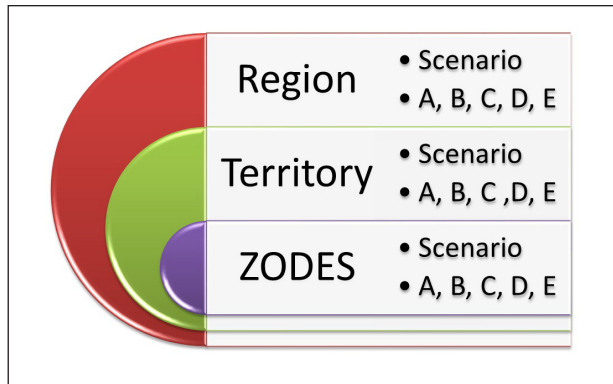 Region
• Scenario
• A, B, C, D, E
Territory
• Scenario
• A, B, C ,D, E
ZODES
• Scenario
• A, B, C, D, E